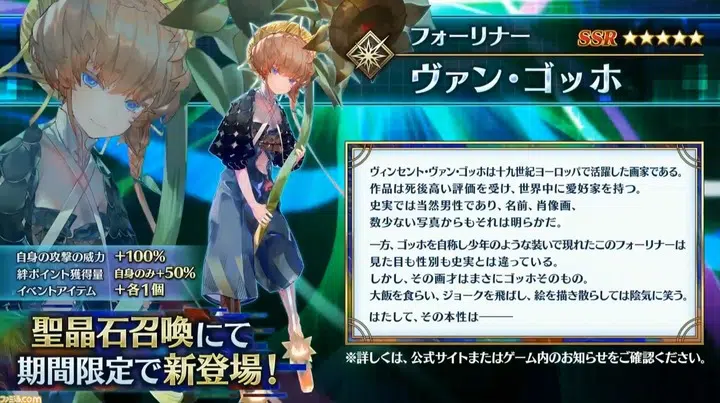 フォーリナー
SSR ★★★★★
ヴァン・ゴッホ
ヴィンセント・ヴァン・ゴッホは十九世紀ヨーロッパで活躍した画家である。
作品は死後高い評価を受け、世界中に愛好家を持つ。
史実では当然男性であり、名前、肖像画、
数少ない写真からもそれは明らかだ。
一方、ゴッホを自称し少年のような装いで現れたこのフォーリナーは
見た目も性別も史実とは違っている。
しかし、その画才はまさにゴッホそのもの。
大飯を食らい、ジョークを飛ばし、絵を描き散らしては陰気に笑う。
はたして、その本性は━━━
自身の攻撃の威力 +100%
絆ポイント獲得量 自身のみ+50%
イベントアイテム +各1個
聖晶石召喚にて
期間限定で新登場！
※詳しくは、公式サイトまたはゲーム内のお知らせをご確認ください。
ファミ通.com